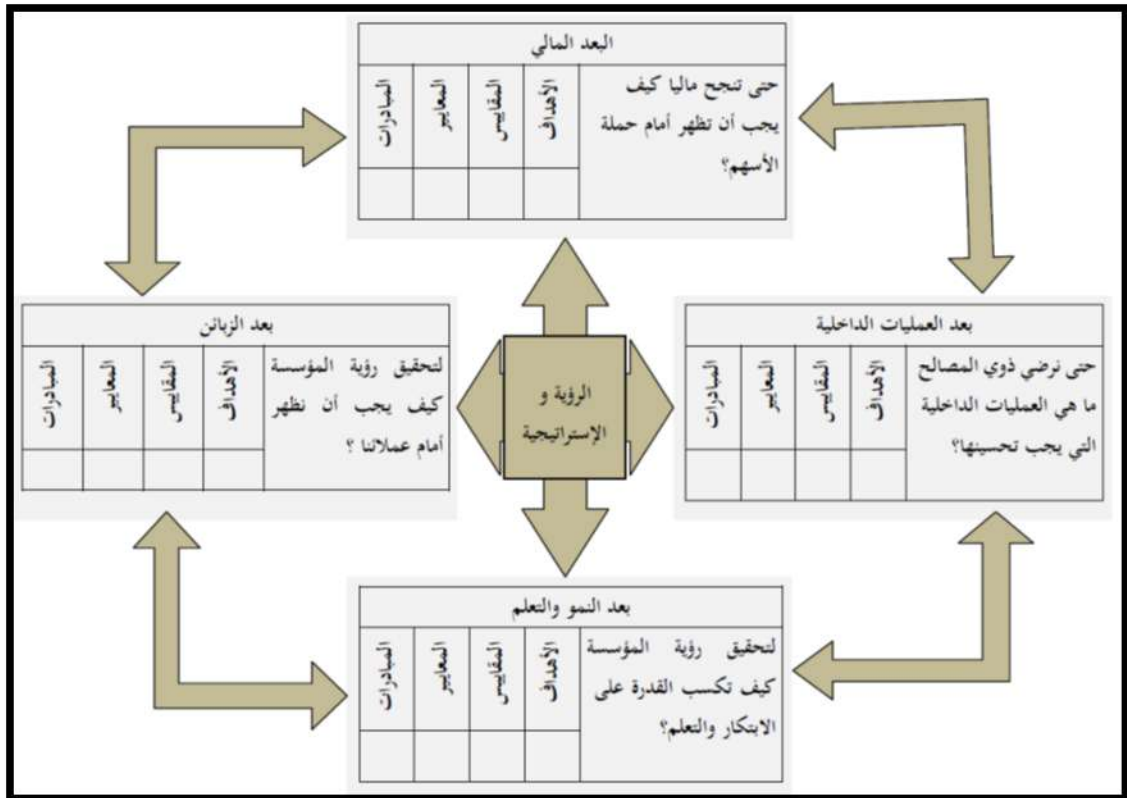 البعد المالي
حتى تنجح ماليا كيف
يجب أن تظهر أمام حملة
الأسهم؟
الأهداف
المقاييس
المعايير
المبادرات
بعد العمليات الداخلية
حتى نرضي ذوي المصالح
ما هي العمليات الداخلية
التي يجب تحسينها؟
الأهداف
المقاييس
المعايير
المبادرات
الرؤية و
الإستراتيجية
بعد الزبائن
لتحقيق رؤية المؤسسة
كيف يجب أن نظهر
أمام عملائنا ؟
الأهداف
المقاييس
المعايير
المبادرات
بعد النمو والتعلم
لتحقيق رؤية المؤسسة
كيف تكسب القدرة على
الابتكار والتعلم؟
الأهداف
المقاييس
المعايير
المبادرات